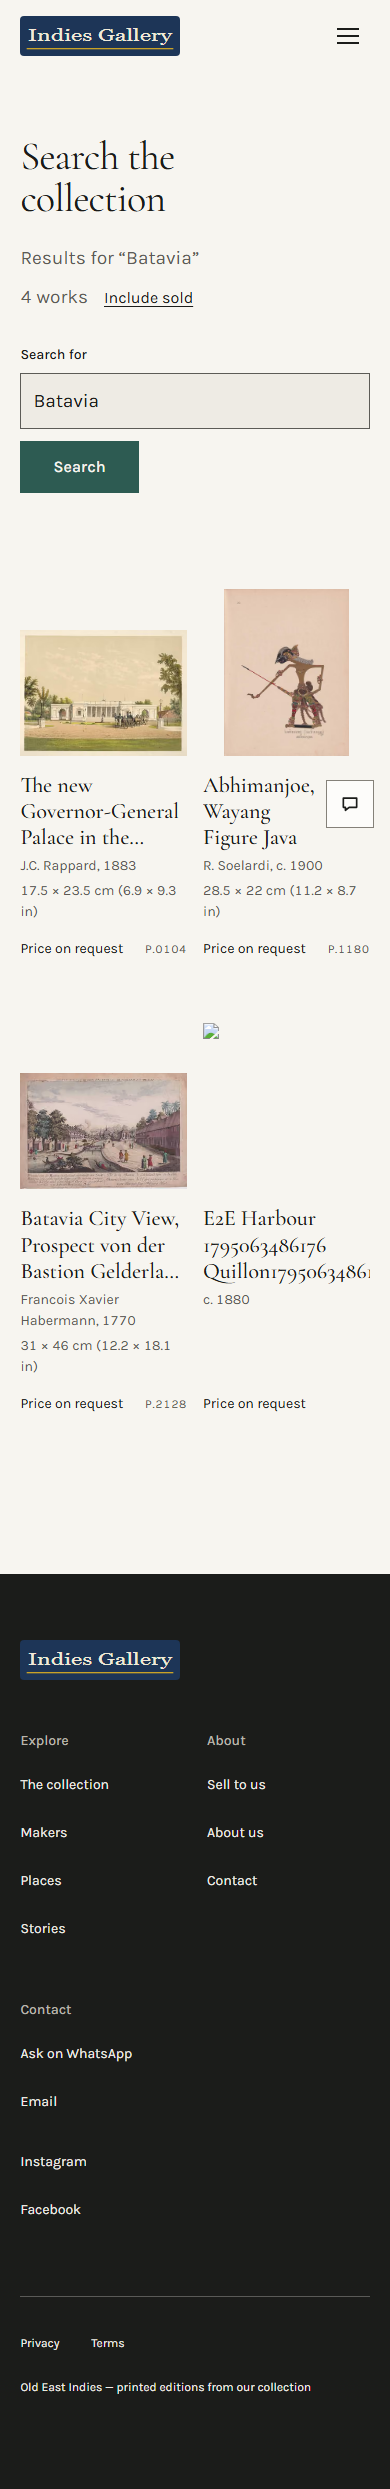 Indies Gallery
Search the
collection
Results for “Batavia”
4 works Include sold
Search for
Batavia
Search
The new
Governor-General
Palace in the...
J.C. Rappard, 1883
17.5 × 23.5 cm (6.9 × 9.3
in)
Price on request P.0104
Abhimanjoe,
Wayang
Figure Java
R. Soelardi, c. 1900
28.5 × 22 cm (11.2 × 8.7
in)
Price on request P.1180
Batavia City View,
Prospect von der
Bastion Gelderla...
Francois Xavier
Habermann, 1770
31 × 46 cm (12.2 × 18.1
in)
Price on request P.2128
E2E Harbour
1795063486176
Quillon17950634861
c. 1880
Price on request
Indies Gallery
Explore
The collection
Makers
Places
Stories
About
Sell to us
About us
Contact
Contact
Ask on WhatsApp
Email
Instagram
Facebook
Privacy Terms
Old East Indies — printed editions from our collection